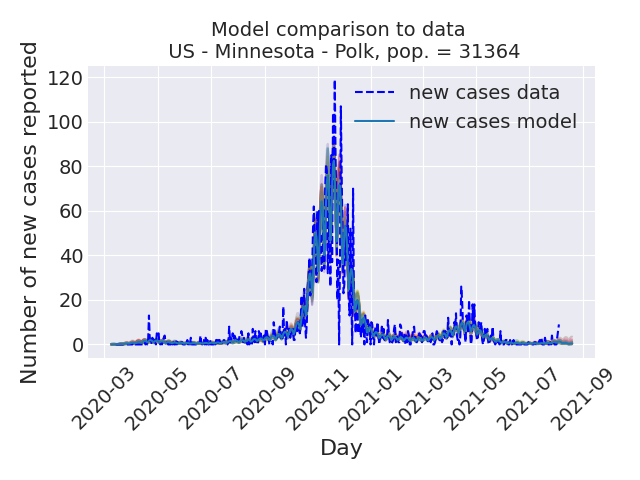 Model comparison to data
US - Minnesota - Polk, pop. = 31364
Number of new cases reported
120
100
80
60
40
20
0
new cases data
new cases model
2020-03
2020-05
2020-07
2020-09
2020-11
2021-01
2021-03
2021-05
2021-07
2021-09
Day